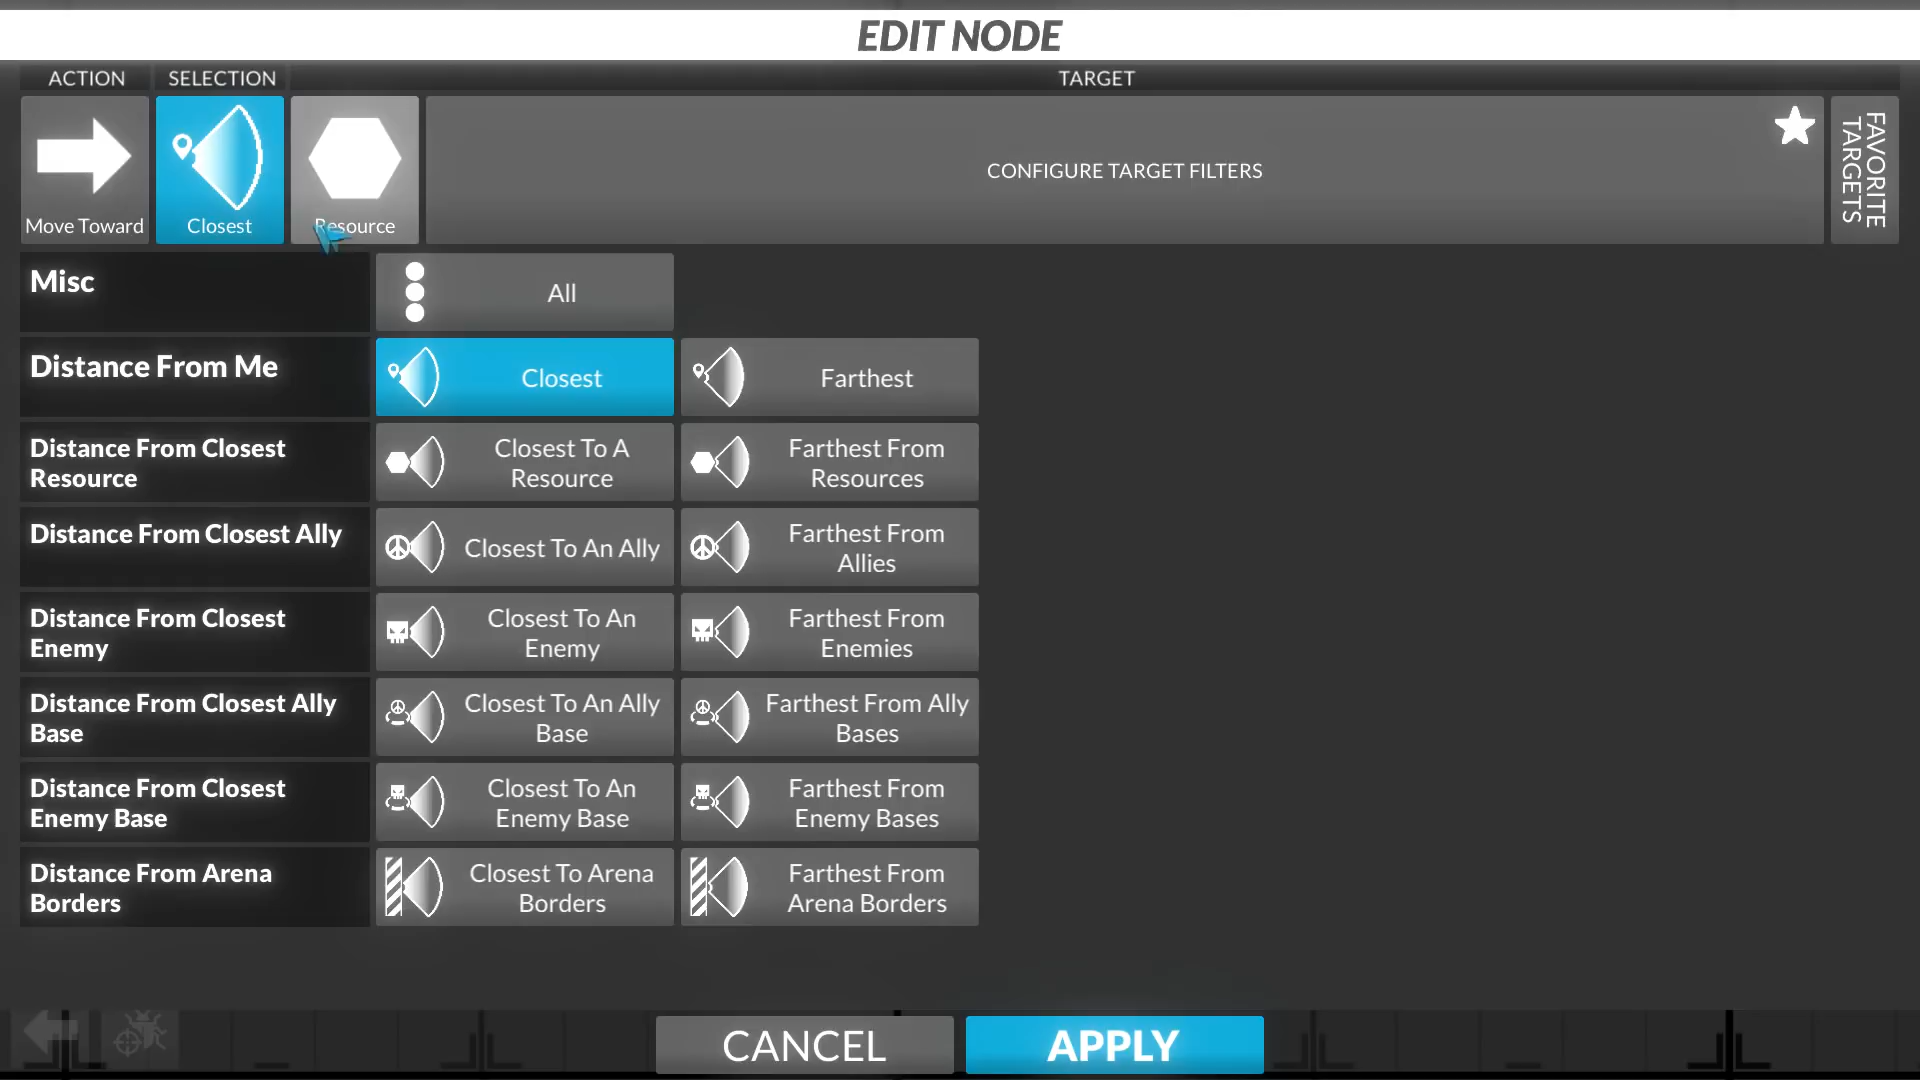 EDIT NODE
ACTION
SELECTION
TARGET
Move Toward
Closest
Resource
CONFIGURE TARGET FILTERS
FAVORITE
TARGETS
Misc
All
Distance From Me
Closest
Farthest
Distance From Closest
Resource
Closest To A
Resource
Farthest From
Resources
Distance From Closest Ally
Closest To An Ally
Farthest From
Allies
Distance From Closest
Enemy
Closest To An
Enemy
Farthest From
Enemies
Distance From Closest Ally
Base
Closest To An Ally
Base
Farthest From Ally
Bases
Distance From Closest
Enemy Base
Closest To An
Enemy Base
Farthest From
Enemy Bases
Distance From Arena
Borders
Closest To Arena
Borders
Farthest From
Arena Borders
CANCEL
APPLY